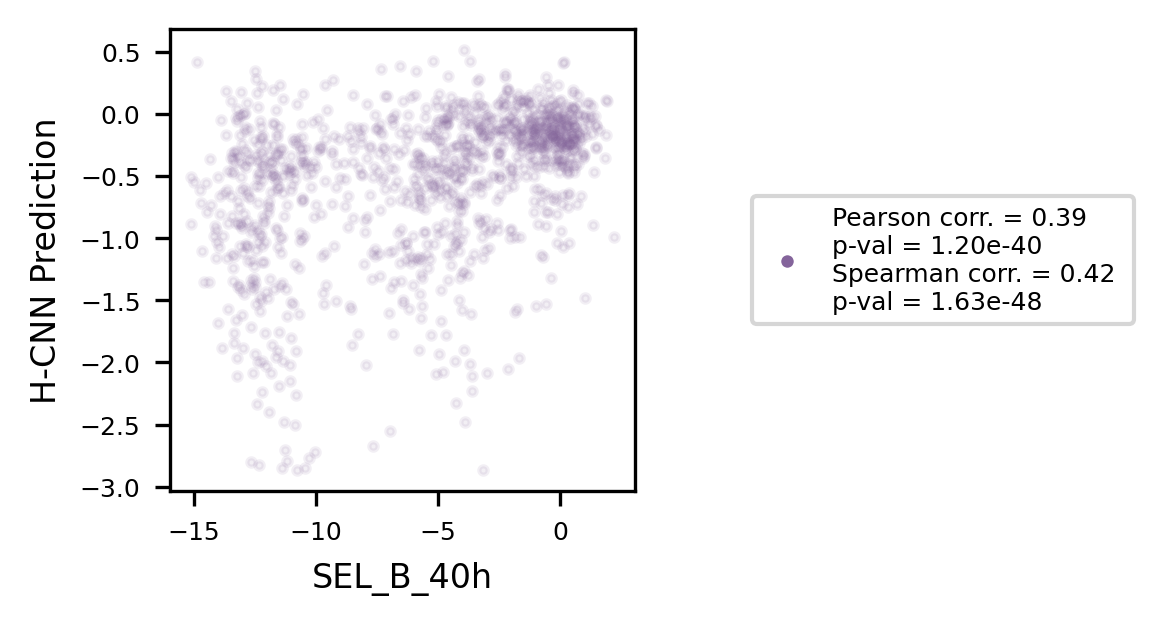 0.5
0.0
−0.5
−1.0
−1.5
−2.0
−2.5
−3.0
H-CNN Prediction
−15
−10
−5
0
SEL_B_40h
Pearson corr. = 0.39
p-val = 1.20e-40
Spearman corr. = 0.42
p-val = 1.63e-48